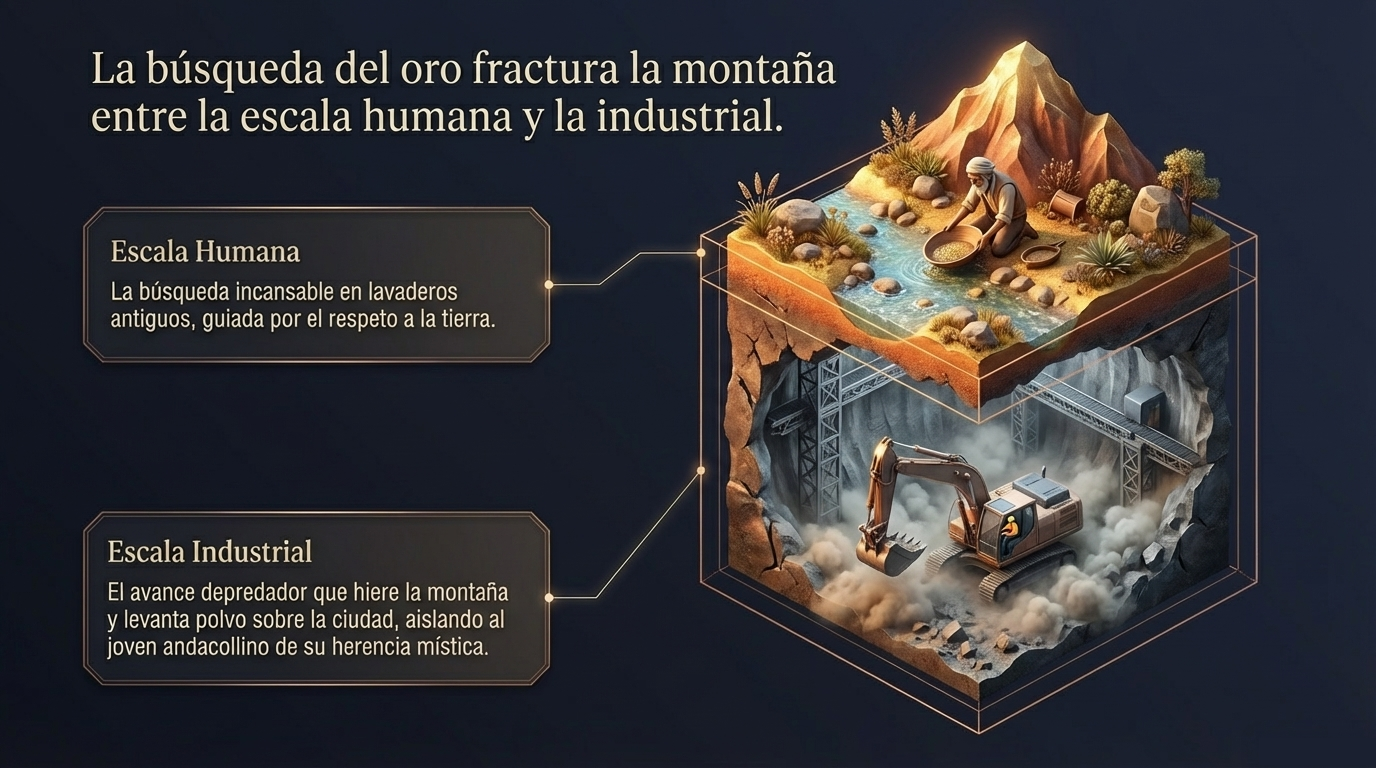 La búsqueda del oro fractura la montaña
entre la escala humana y la industrial.
Escala Humana
La búsqueda incansable en lavaderos
antiguos, guiada por el respeto a la tierra.
Escala Industrial
El avance depredador que hiere la montaña
y levanta polvo sobre la ciudad, aislando al
joven andacollino de su herencia mística.